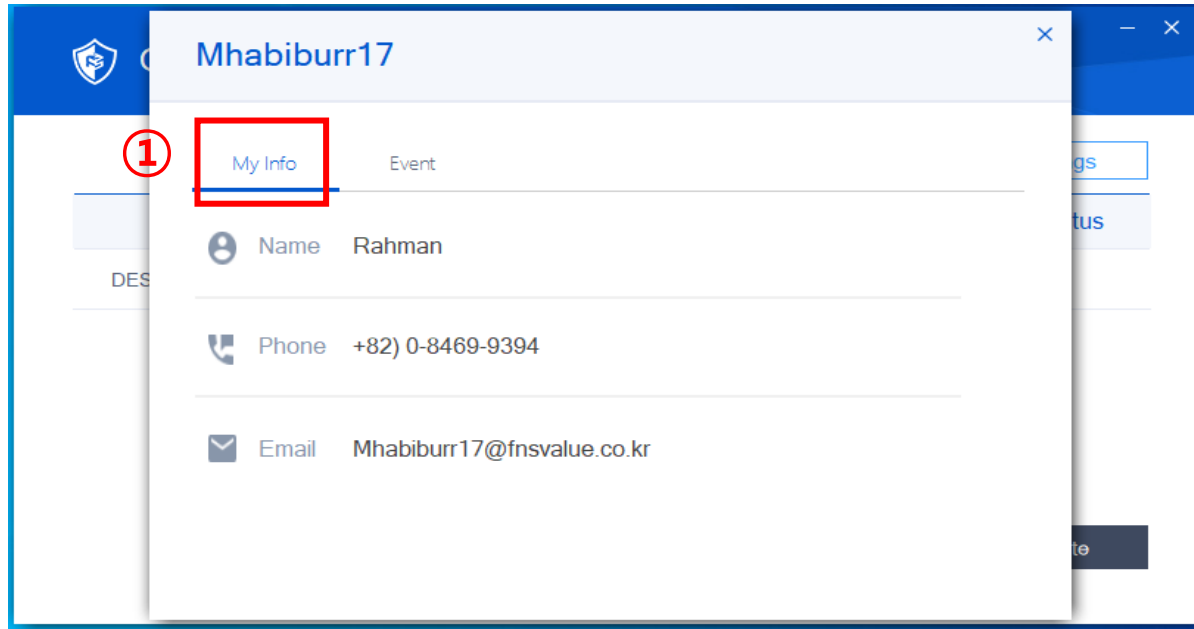 Mhabiburr17
①
My Info
Event
gs
tus
Name Rahman
DES
Phone +82) 0-8469-9394
Email Mhabiburr17@fnsvalue.co.kr
te